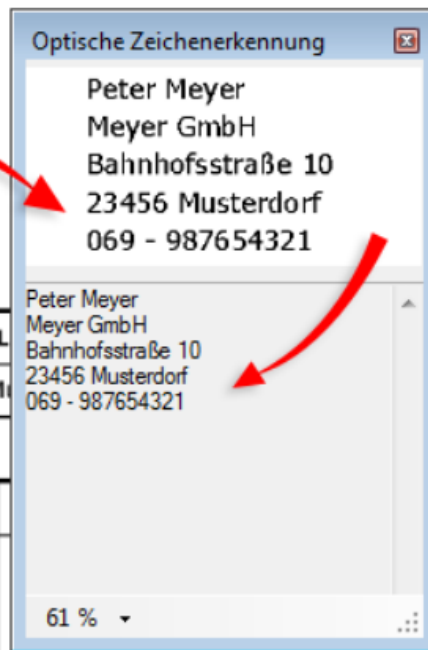 Optische Zeichenerkennung
Peter Meyer
Meyer GmbH
Bahnhofsstraße 10
23456 Musterdorf
069 - 987654321
Peter Meyer
Meyer GmbH
Bahnhofsstraße 10
23456 Musterdorf
069 - 987654321
61 %